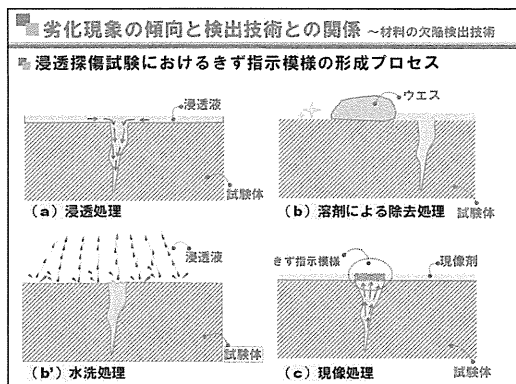 劣化現象の傾向と検出技術との関係 ～材料の欠陥検出技術
浸透探傷試験におけるきず指示模様の形成プロセス
浸透液
試験体
(a) 浸透処理
ウエス
試験体
(b) 溶剤による除去処理
浸透液
試験体
(b') 水洗処理
きず指示模様
現像剤
試験体
(c) 現像処理